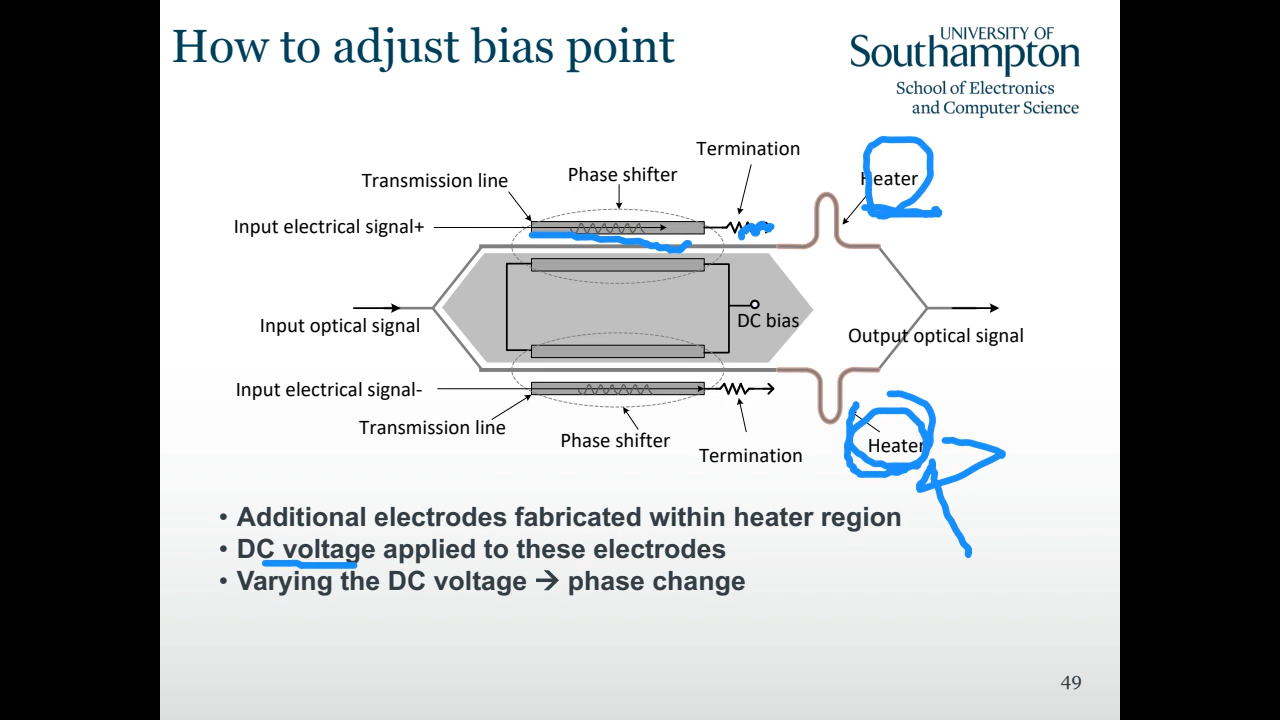 How to adjust bias point
UNIVERSITY OF
Southampton
School of Electronics
and Computer Science
Termination
Phase shifter
Heater
Transmission line
Input electrical signal+
DC bias
Input optical signal
Output optical signal
Input electrical signal-
Transmission line
Phase shifter
Heater
Termination
• Additional electrodes fabricated within heater region
• DC voltage applied to these electrodes
• Varying the DC voltage → phase change
49